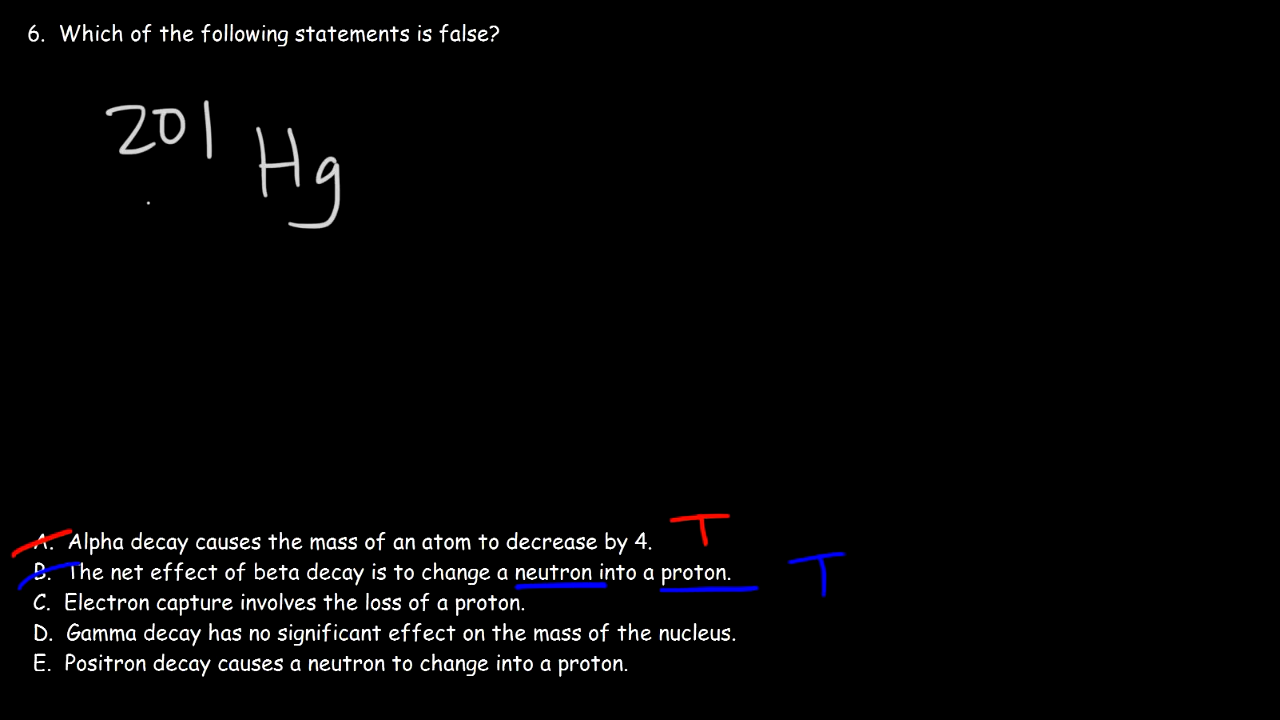 6. Which of the following statements is false?
201 Hg
A. Alpha decay causes the mass of an atom to decrease by 4. T
B. The net effect of beta decay is to change a neutron into a proton. T
C. Electron capture involves the loss of a proton.
D. Gamma decay has no significant effect on the mass of the nucleus.
E. Positron decay causes a neutron to change into a proton.